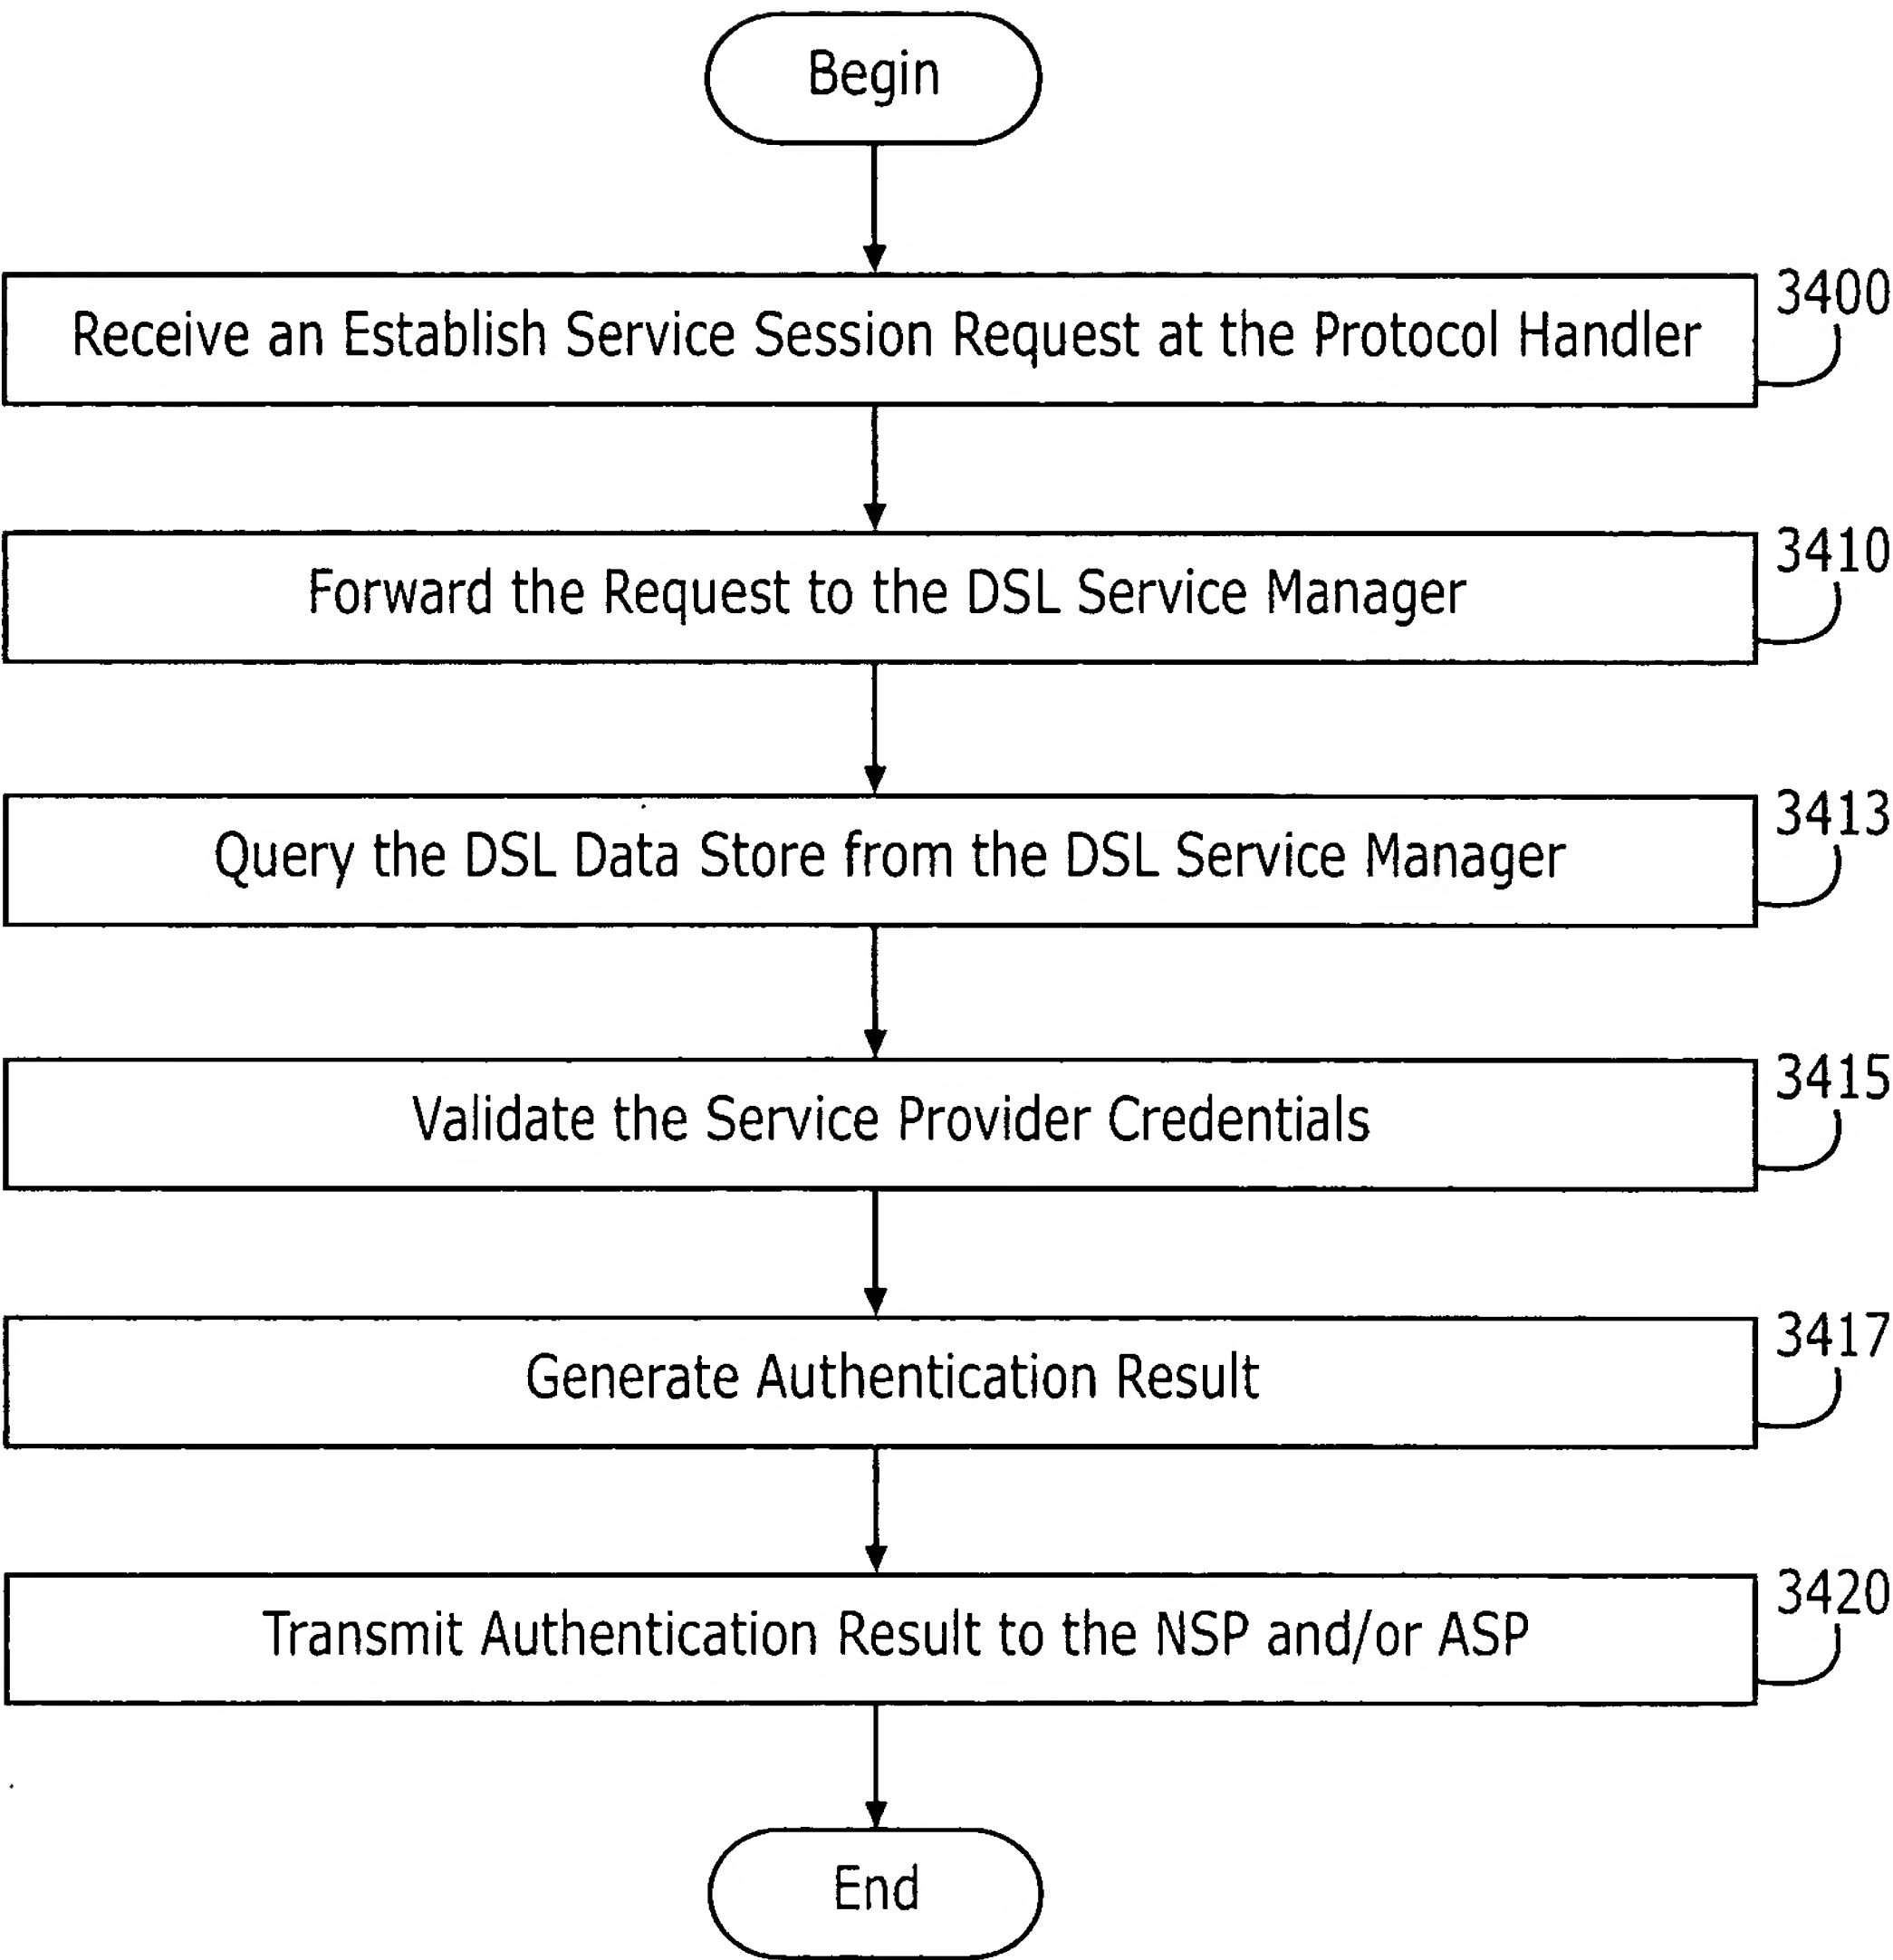 Begin
Receive an Establish Service Session Request at the Protocol Handler
3400
Forward the Request to the DSL Service Manager
3410
Query the DSL Data Store from the DSL Service Manager
3413
Validate the Service Provider Credentials
3415
Generate Authentication Result
3417
Transmit Authentication Result to the NSP and/or ASP
3420
End